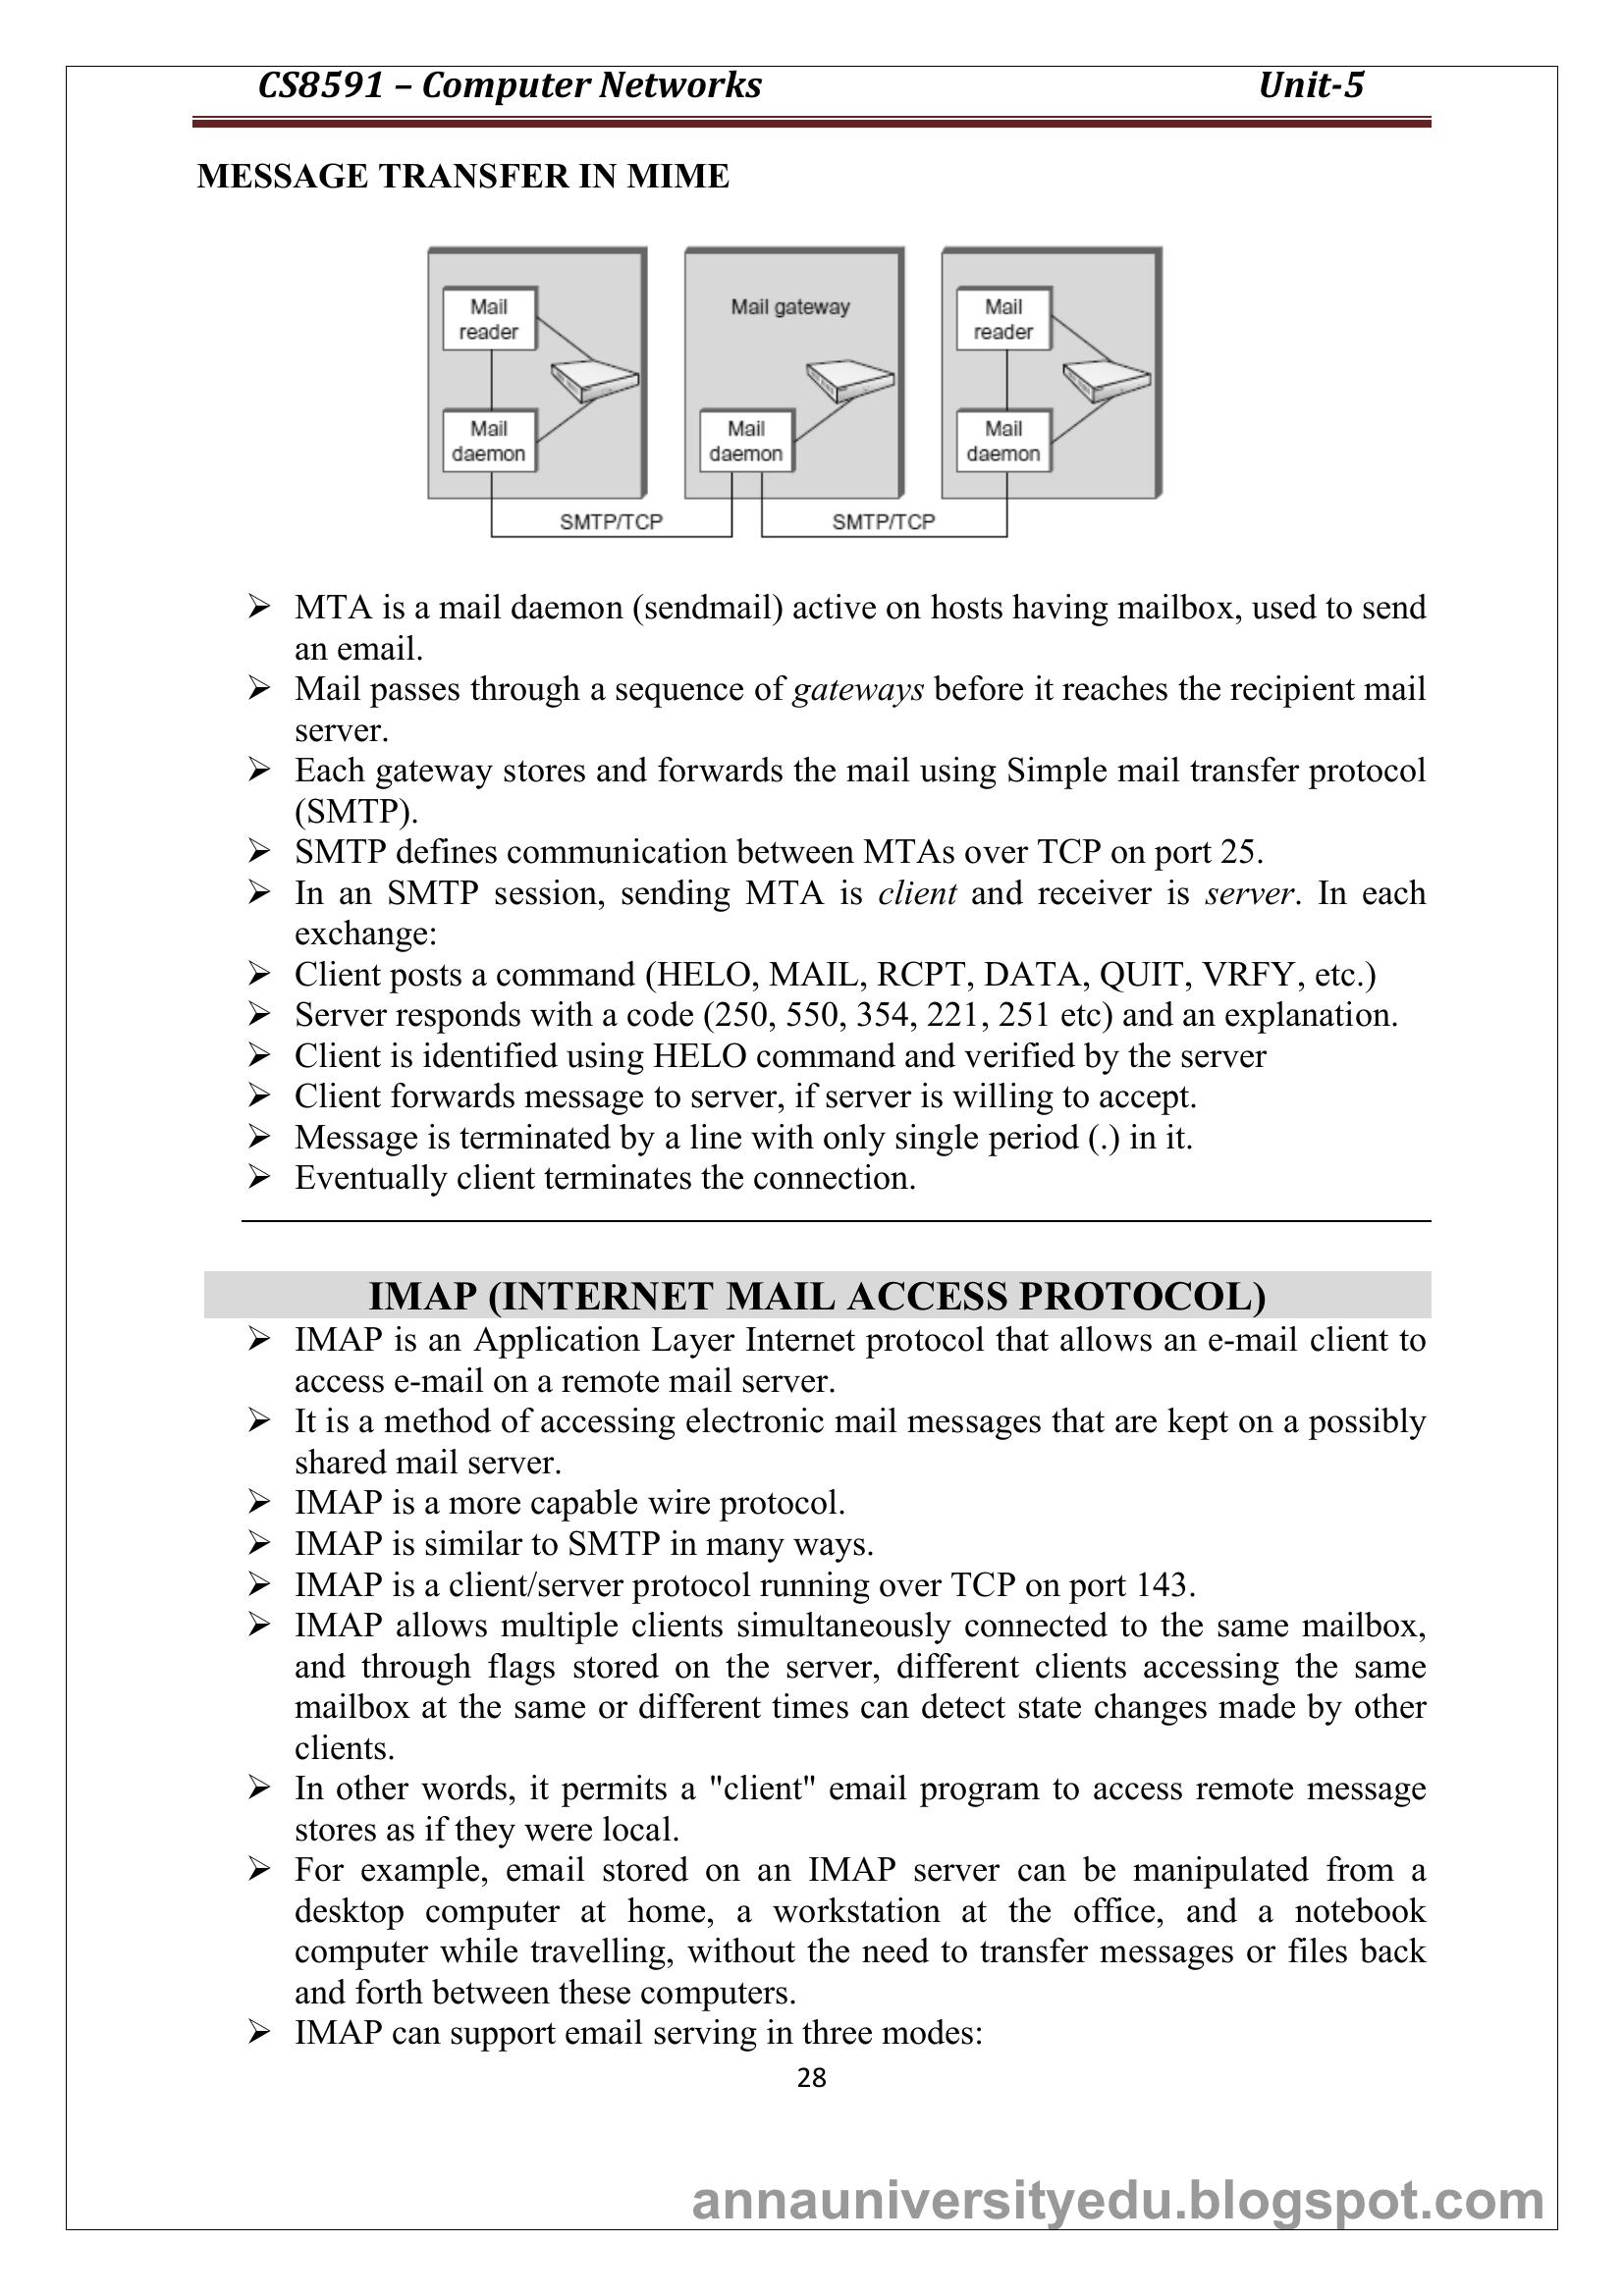 CS8591 – Computer Networks Unit-5
MESSAGE TRANSFER IN MIME
Mail reader
Mail gateway
Mail reader
Mail daemon
Mail daemon
Mail daemon
SMTP/TCP
SMTP/TCP
➢ MTA is a mail daemon (sendmail) active on hosts having mailbox, used to send
an email.
➢ Mail passes through a sequence of gateways before it reaches the recipient mail
server.
➢ Each gateway stores and forwards the mail using Simple mail transfer protocol
(SMTP).
➢ SMTP defines communication between MTAs over TCP on port 25.
➢ In an SMTP session, sending MTA is client and receiver is server. In each
exchange:
➢ Client posts a command (HELO, MAIL, RCPT, DATA, QUIT, VRFY, etc.)
➢ Server responds with a code (250, 550, 354, 221, 251 etc) and an explanation.
➢ Client is identified using HELO command and verified by the server
➢ Client forwards message to server, if server is willing to accept.
➢ Message is terminated by a line with only single period (.) in it.
➢ Eventually client terminates the connection.
IMAP (INTERNET MAIL ACCESS PROTOCOL)
➢ IMAP is an Application Layer Internet protocol that allows an e-mail client to
access e-mail on a remote mail server.
➢ It is a method of accessing electronic mail messages that are kept on a possibly
shared mail server.
➢ IMAP is a more capable wire protocol.
➢ IMAP is similar to SMTP in many ways.
➢ IMAP is a client/server protocol running over TCP on port 143.
➢ IMAP allows multiple clients simultaneously connected to the same mailbox,
and through flags stored on the server, different clients accessing the same
mailbox at the same or different times can detect state changes made by other
clients.
➢ In other words, it permits a "client" email program to access remote message
stores as if they were local.
➢ For example, email stored on an IMAP server can be manipulated from a
desktop computer at home, a workstation at the office, and a notebook
computer while travelling, without the need to transfer messages or files back
and forth between these computers.
➢ IMAP can support email serving in three modes:
28
annauniversityedu.blogspot.com